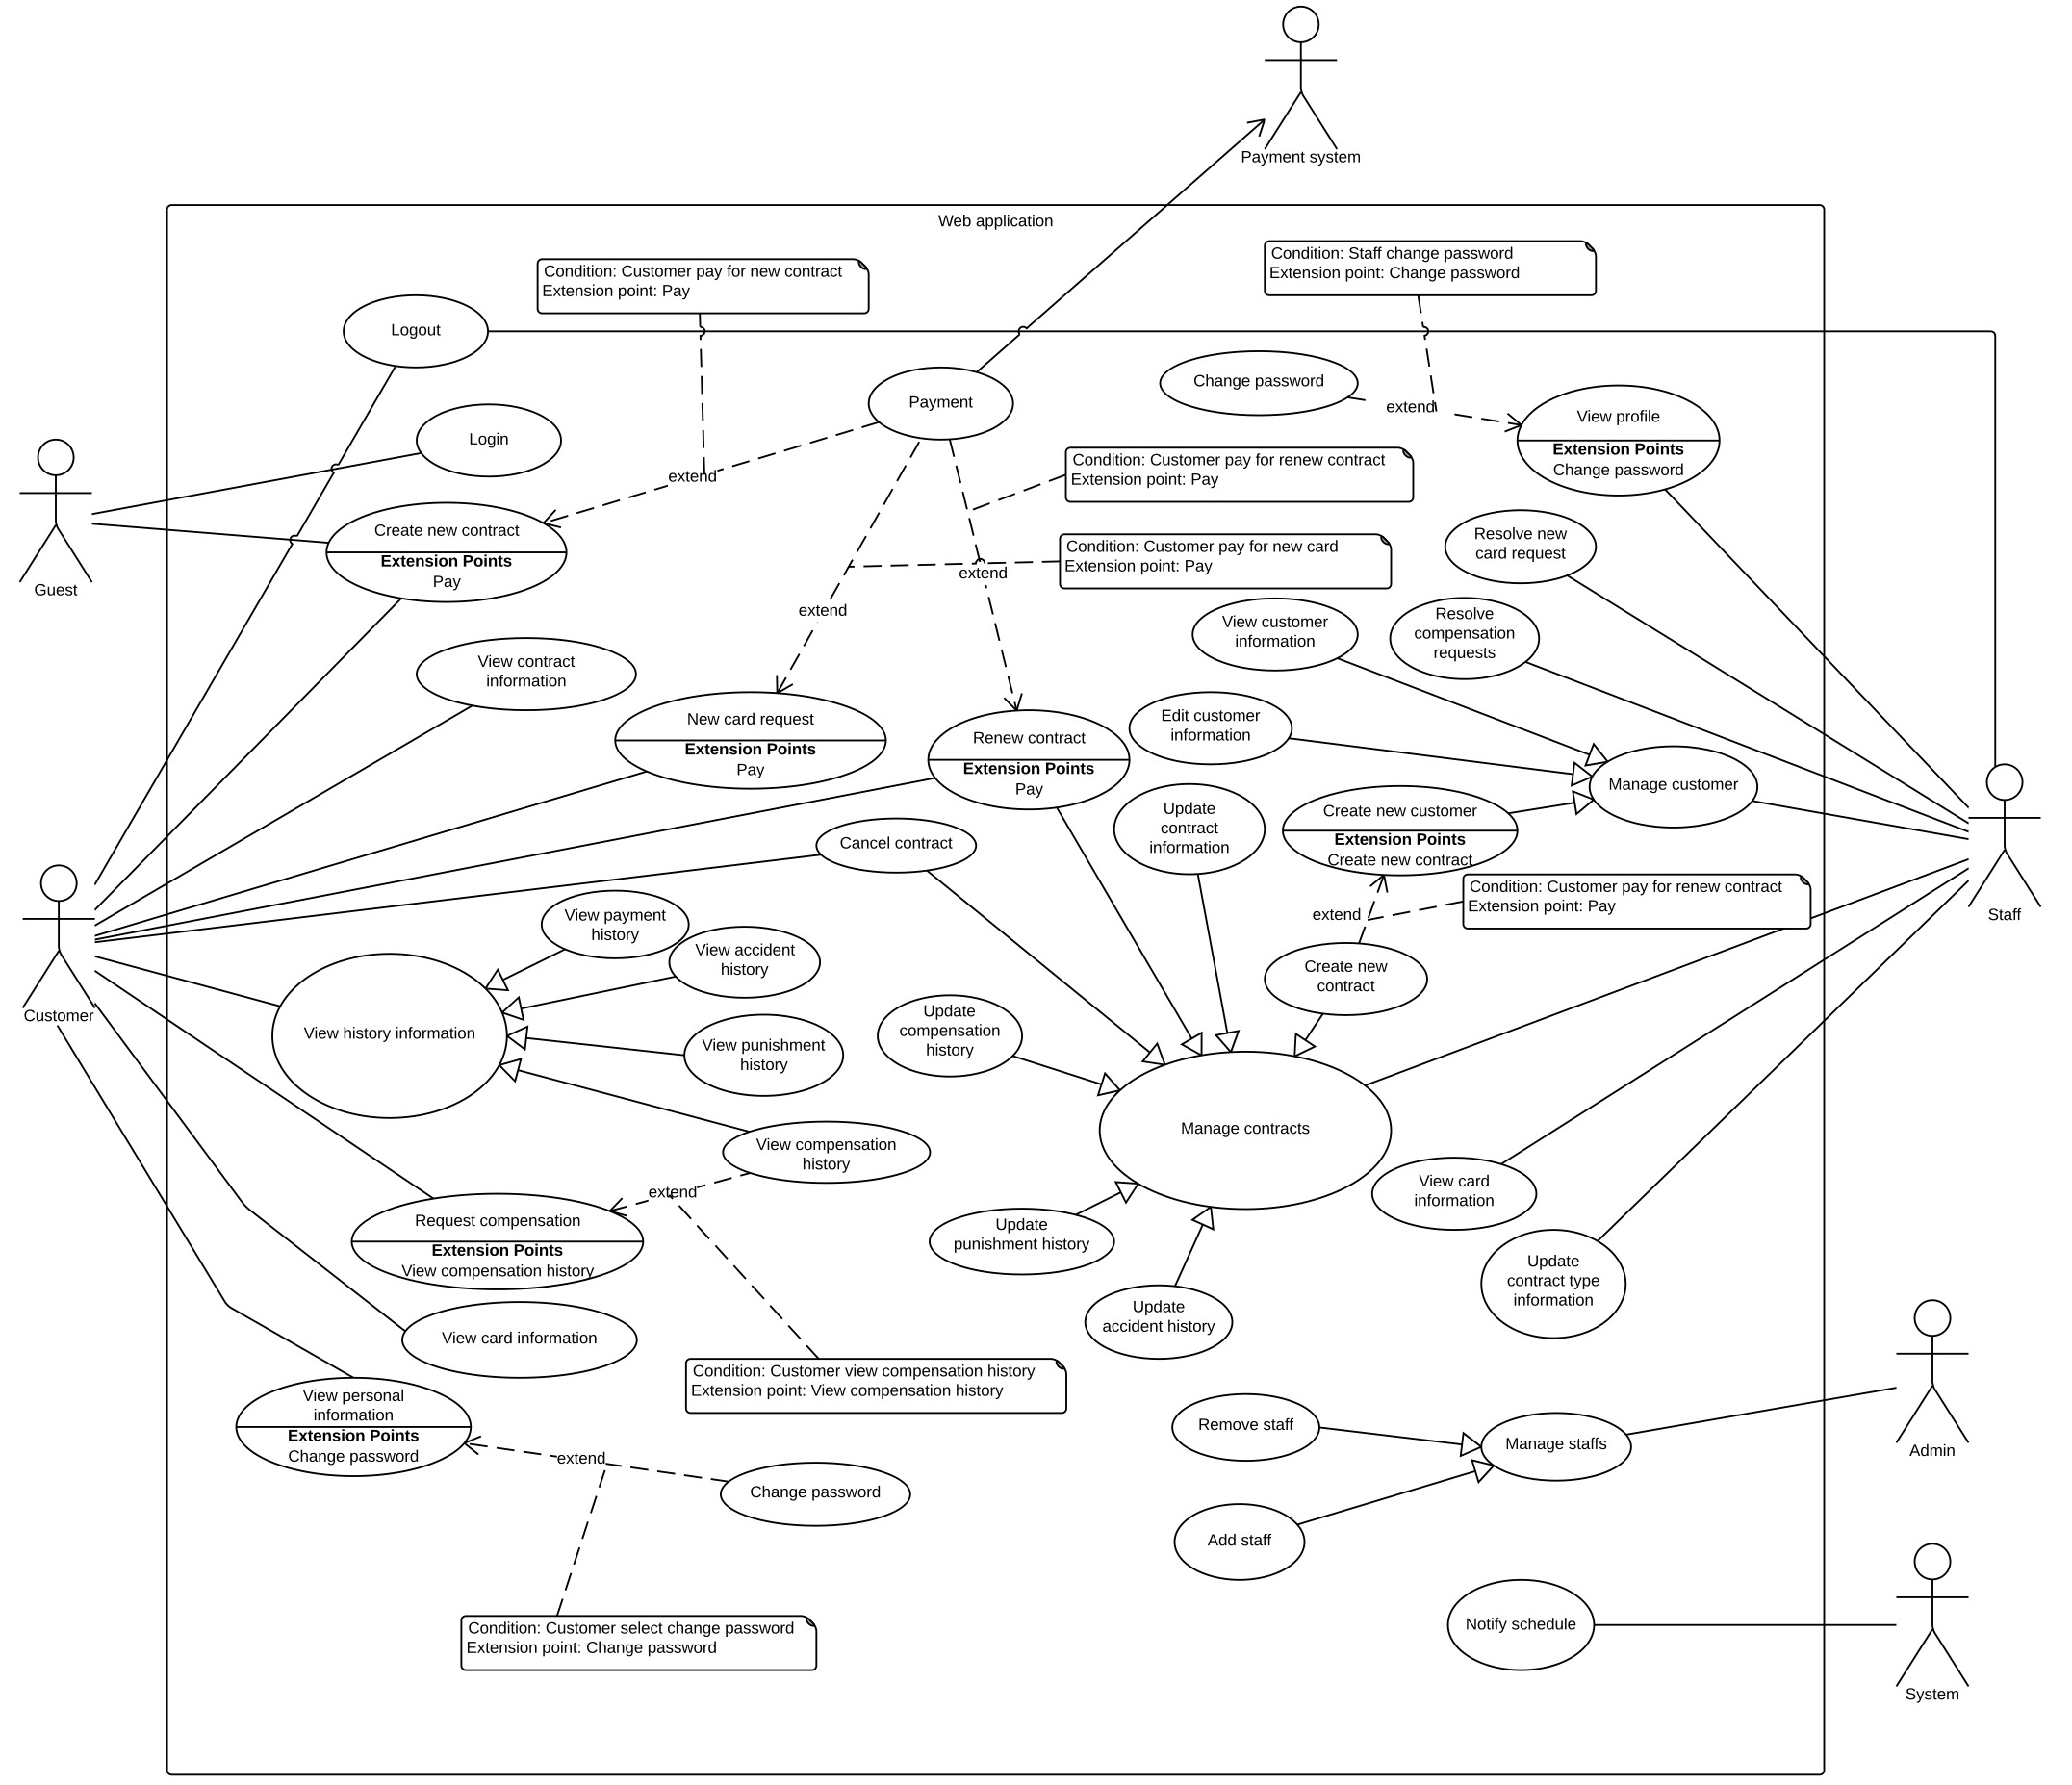 Payment system
Web application
Condition: Staff change password
Extension point: Change password
Condition: Customer pay for new contract
Extension point: Pay
Logout
Payment
Change password
extend
View profile
Extension Points
Change password
Login
extend
Condition: Customer pay for renew contract
Extension point: Pay
Create new contract
Extension Points
Pay
Guest
Resolve new
card request
Condition: Customer pay for new card
Extension point: Pay
extend
extend
View customer
information
Resolve
compensation
requests
View contract
information
New card request
Extension Points
Pay
Renew contract
Extension Points
Pay
Edit customer
information
Manage customer
Update
contract
information
Create new customer
Extension Points
Create new contract
Cancel contract
Condition: Customer pay for renew contract
Extension point: Pay
extend
Staff
View payment
history
View accident
history
Create new
contract
Customer
View history information
Update
compensation
history
View punishment
history
Manage contracts
View compensation
history
extend
View card
information
Request compensation
Extension Points
View compensation history
Update
punishment history
Update
contract type
information
Update
accident history
View card information
Condition: Customer view compensation history
Extension point: View compensation history
View personal
information
Extension Points
Change password
Remove staff
Manage staffs
Admin
extend
Change password
Add staff
Condition: Customer select change password
Extension point: Change password
Notify schedule
System